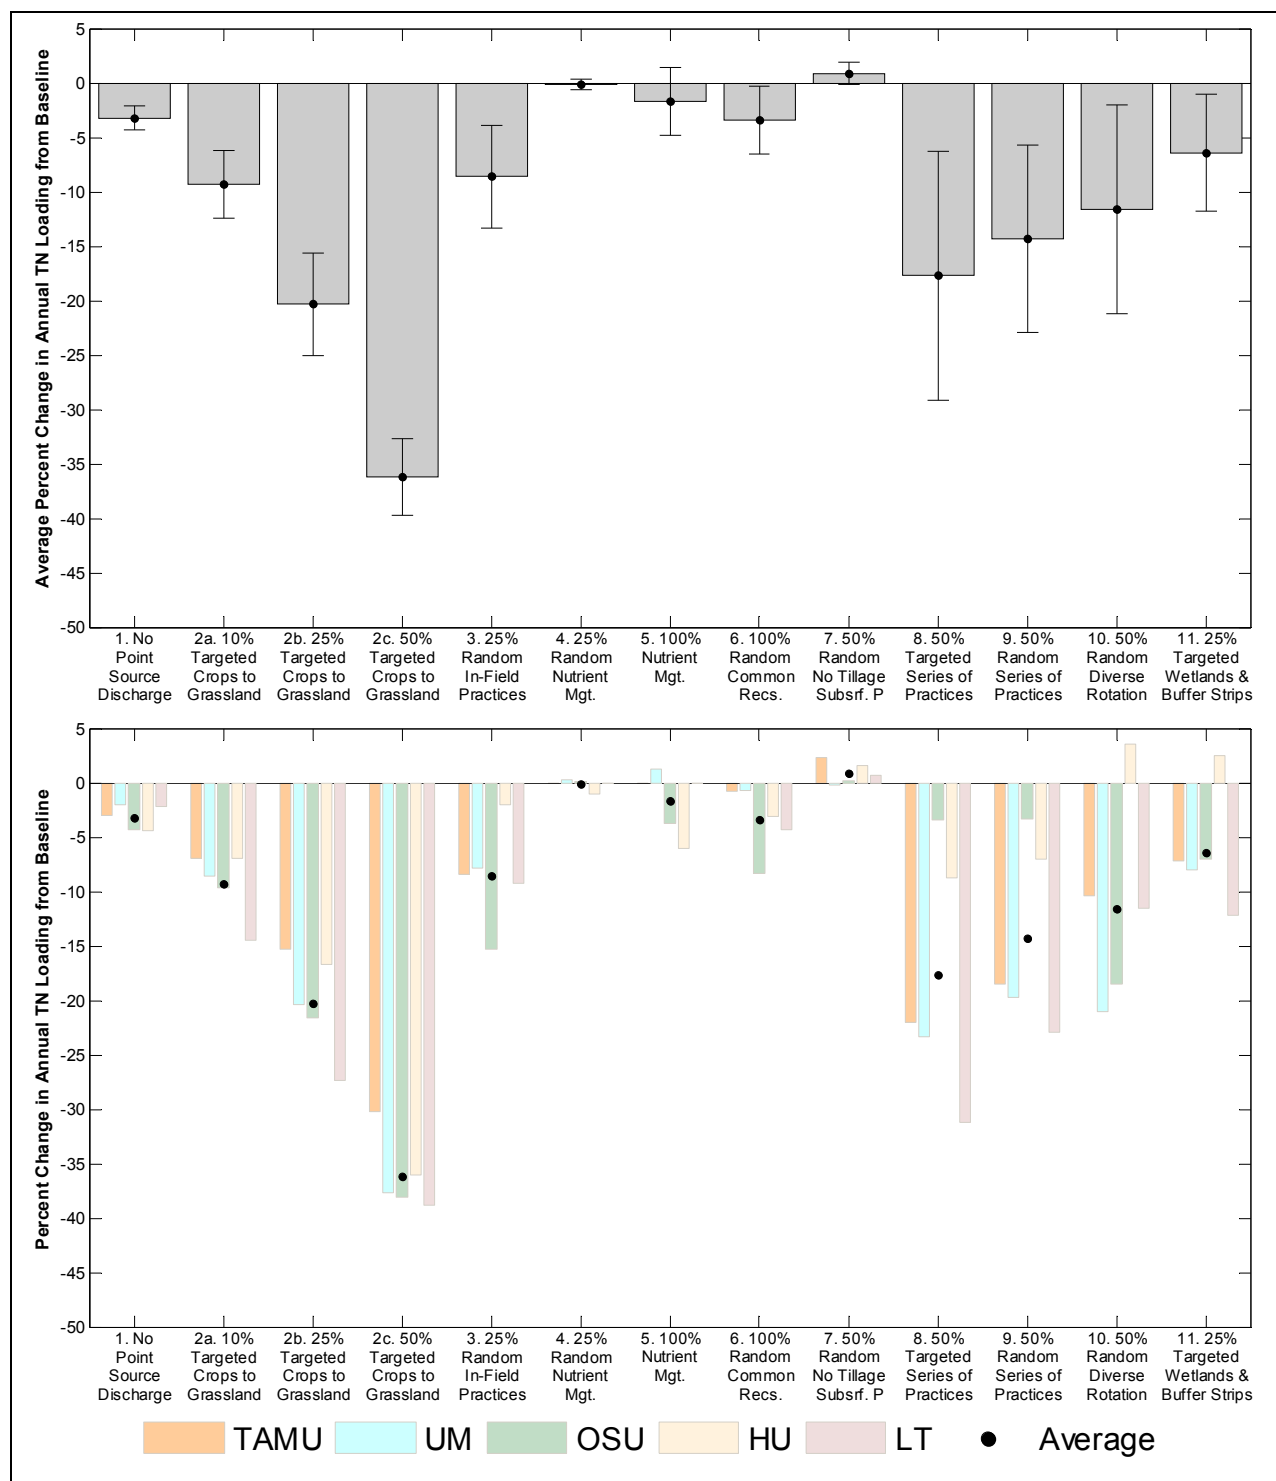 Average Percent Change in Annual TN Loading from Baseline
5
0
-5
-10
-15
-20
-25
-30
-35
-40
-45
-50
1. No
Point
Source
Discharge
2a. 10%
Targeted
Crops to
Grassland
2b. 25%
Targeted
Crops to
Grassland
2c. 50%
Targeted
Crops to
Grassland
3. 25%
Random
In-Field
Practices
4. 25%
Random
Nutrient
Mgt.
5. 100%
Nutrient
Mgt.
6. 100%
Random
Common
Recs.
7. 50%
Random
No Tillage
Subsrf. P
8. 50%
Targeted
Series of
Practices
9. 50%
Random
Series of
Practices
10. 50%
Random
Diverse
Rotation
11. 25%
Targeted
Wetlands &
Buffer Strips
Percent Change in Annual TN Loading from Baseline
5
0
-5
-10
-15
-20
-25
-30
-35
-40
-45
-50
1. No
Point
Source
Discharge
2a. 10%
Targeted
Crops to
Grassland
2b. 25%
Targeted
Crops to
Grassland
2c. 50%
Targeted
Crops to
Grassland
3. 25%
Random
In-Field
Practices
4. 25%
Random
Nutrient
Mgt.
5. 100%
Nutrient
Mgt.
6. 100%
Random
Common
Recs.
7. 50%
Random
No Tillage
Subsrf. P
8. 50%
Targeted
Series of
Practices
9. 50%
Random
Series of
Practices
10. 50%
Random
Diverse
Rotation
11. 25%
Targeted
Wetlands &
Buffer Strips
TAMU UM OSU HU LT Average